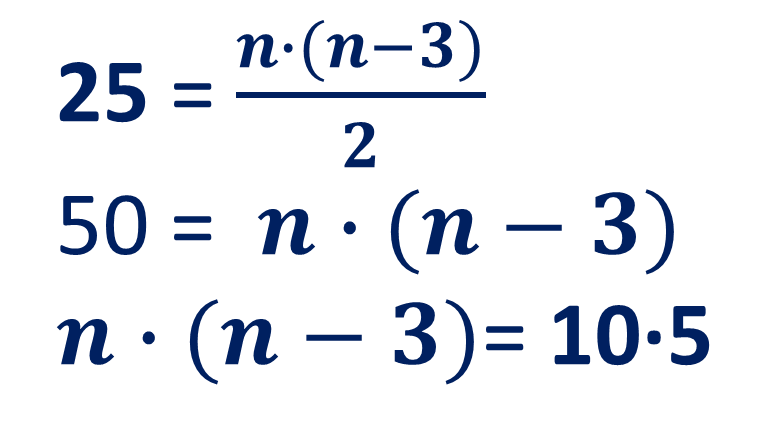 25 = n·(n−3)/2
50 = n · (n − 3)
n · (n − 3)= 10·5